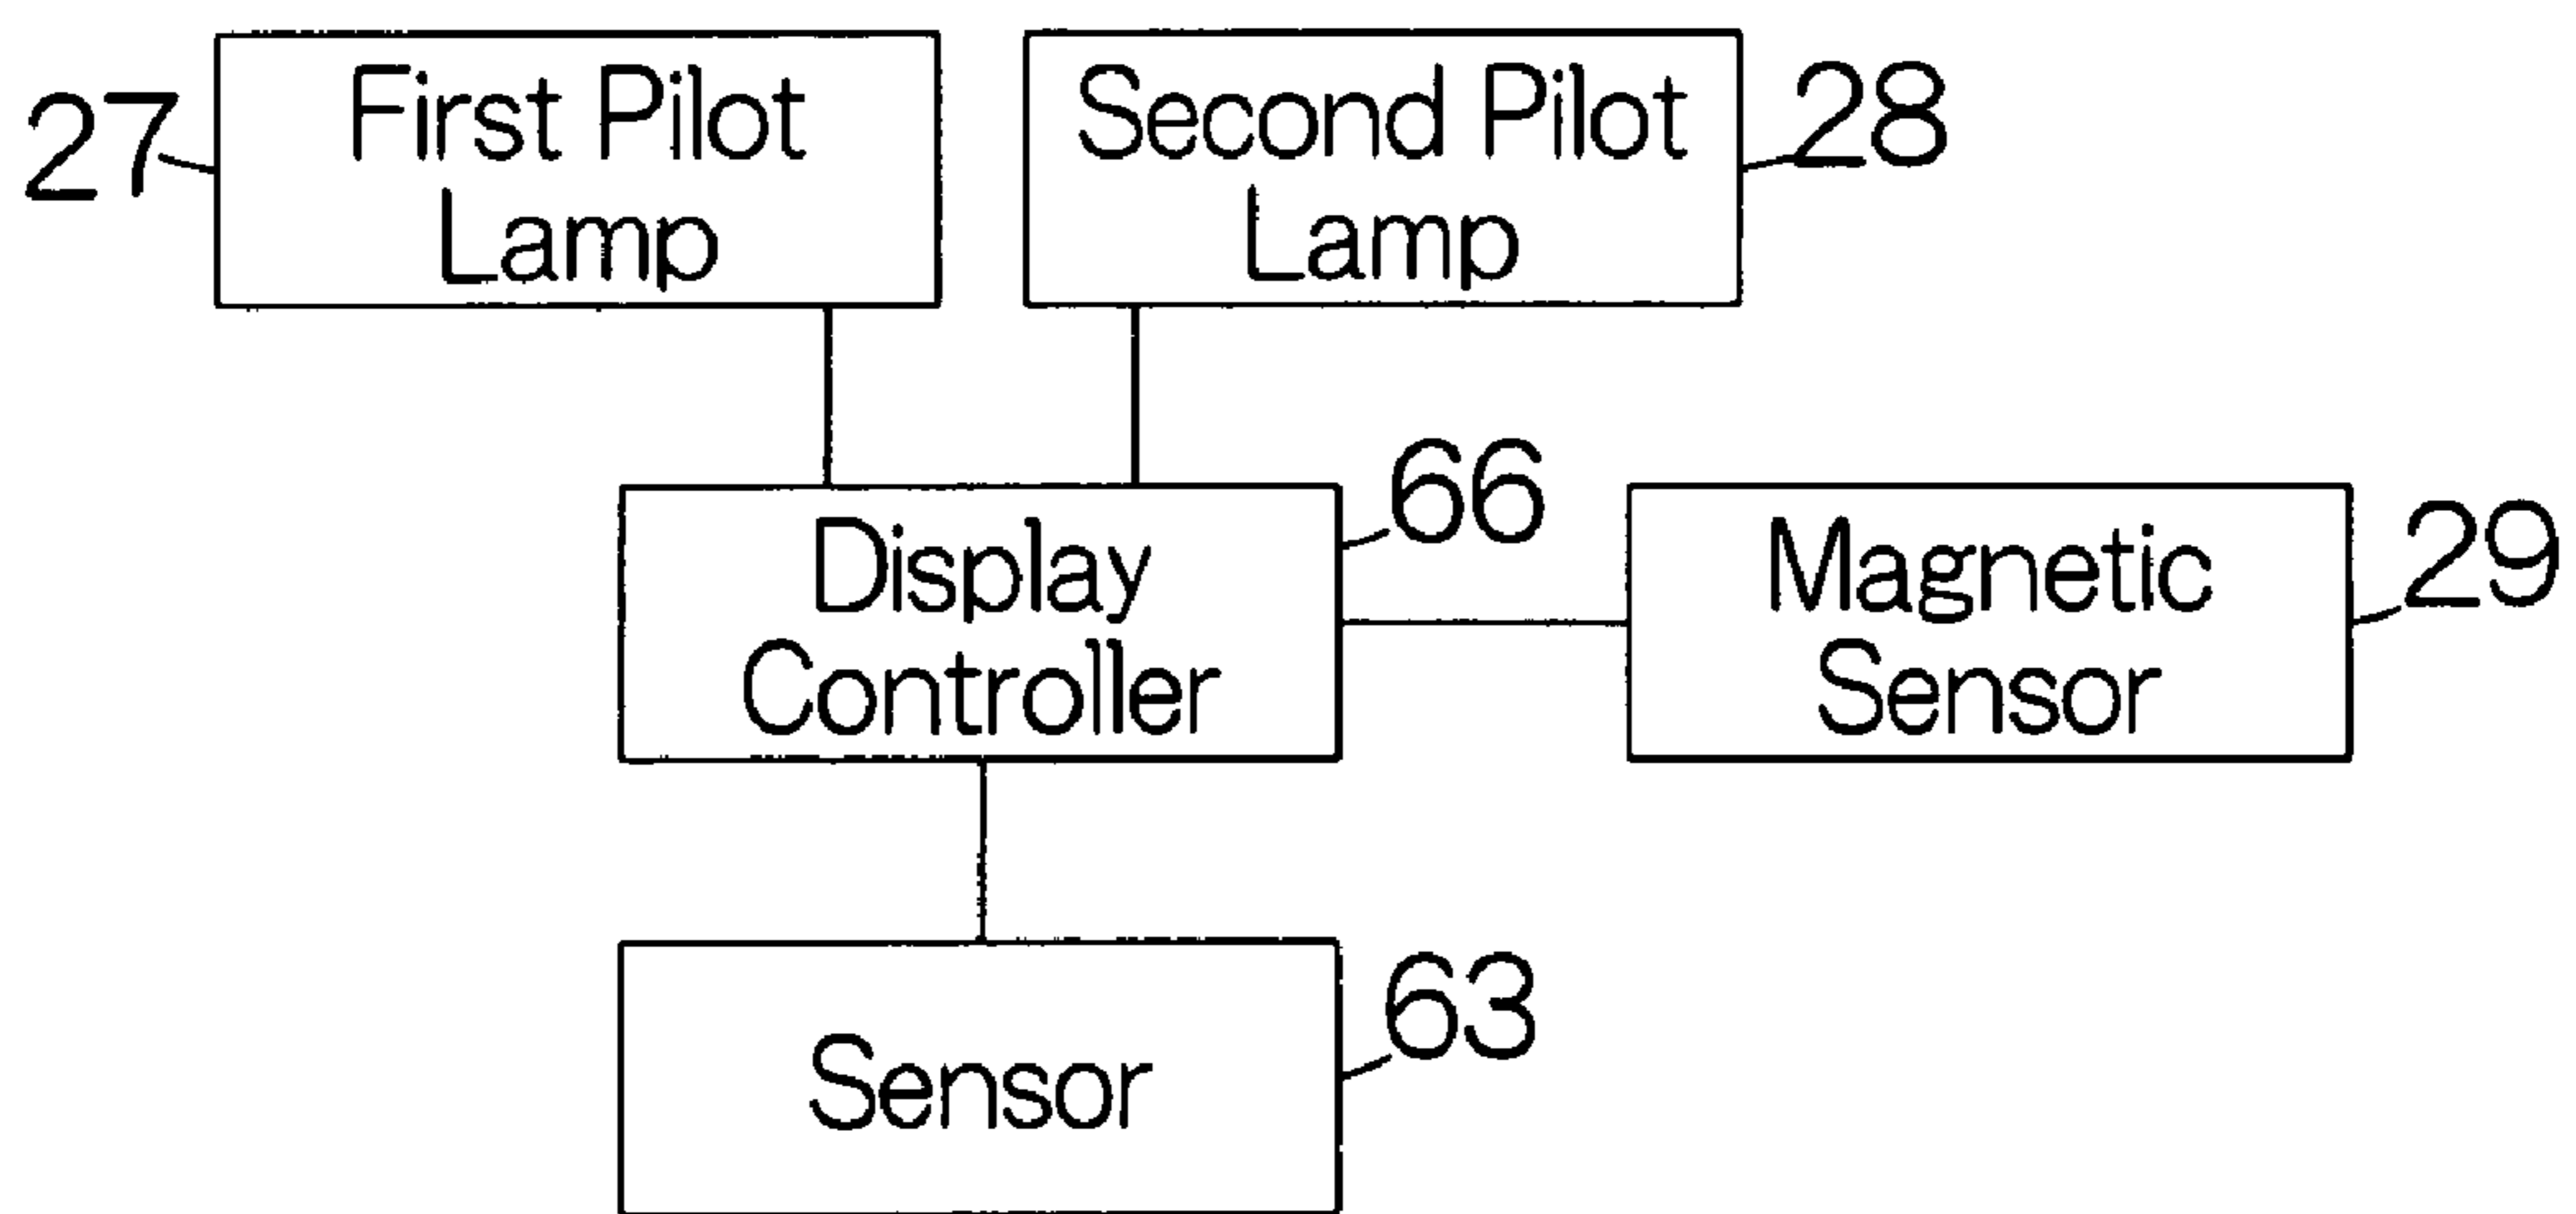 27
First Pilot
Lamp
Second Pilot
Lamp
28
Display
Controller
66
Magnetic
Sensor
29
Sensor
63